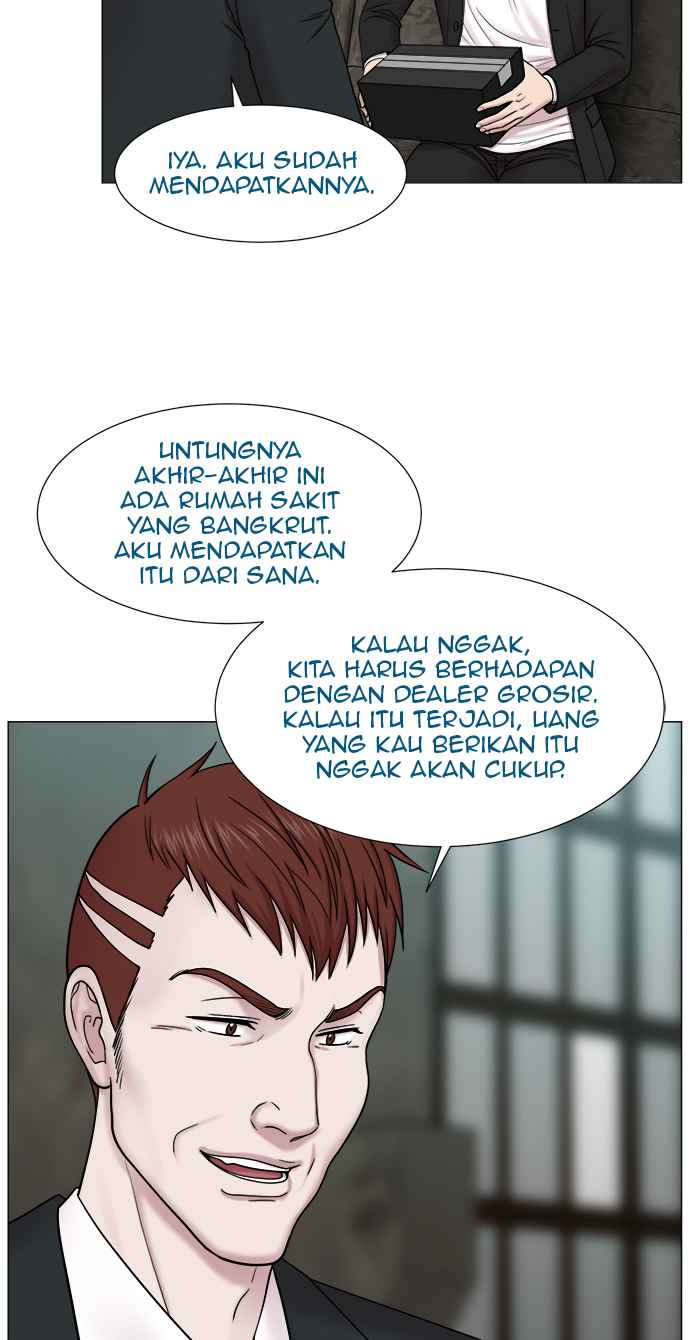 IYA. AKU SUDAH
MENDAPATKANNYA.
UNTUNGNYA
AKHIR-AKHIR INI
ADA RUMAH SAKIT
YANG BANGKRUT.
AKU MENDAPATKAN
ITU DARI SANA.
KALAU NGGAK,
KITA HARUS BERHADAPAN
DENGAN DEALER GROSIR.
KALAU ITU TERJADI, UANG
YANG KAU BERIKAN ITU
NGGAK AKAN CUKUP.